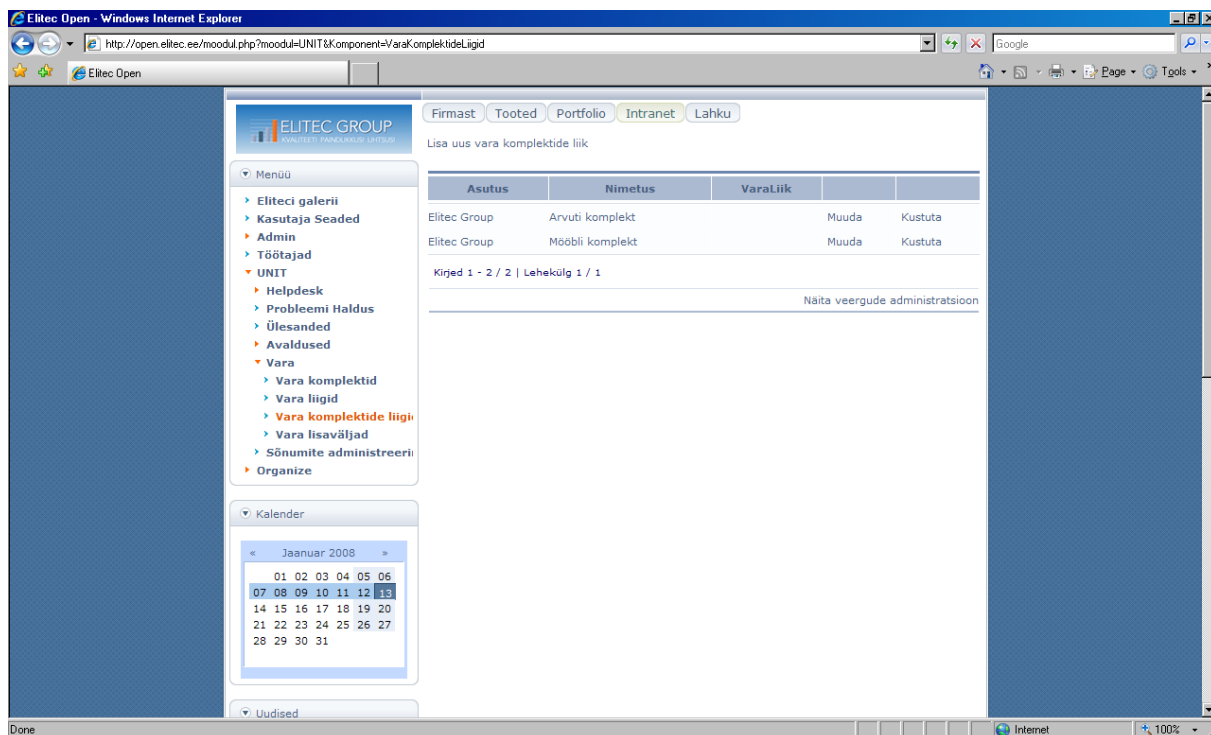 Elitec Open - Windows Internet Explorer
http://open.elitec.ee/moodul.php?moodul=UNIT&Komponent=VaraKomplektideLiigid
Google
Elitec Open
Page
Tools
ELITEC GROUP
Firmast Tooted Portfolio Intranet Lahku
Lisa uus vara komplektide liik
Menüü
Eliteci galerii
Kasutaja Seaded
Admin
Töötajad
UNIT
Helpdesk
Probleemi Haldus
Ülesanded
Avaldused
Vara
Vara komplektid
Vara liigid
Vara komplektide liigi
Vara lisaväljad
Sõnumite administreeri
Organize
Asutus Nimetus VaraLiik
Elitec Group Arvuti komplekt Muuda Kustuta
Elitec Group Mööbli komplekt Muuda Kustuta
Kirjed 1 - 2 / 2 | Lehekülg 1 / 1
Näita veergude administratsioon
Kalender
« Jaanuar 2008 »
01 02 03 04 05 06
07 08 09 10 11 12 13
14 15 16 17 18 19 20
21 22 23 24 25 26 27
28 29 30 31
Uudised
Done
Internet
100%